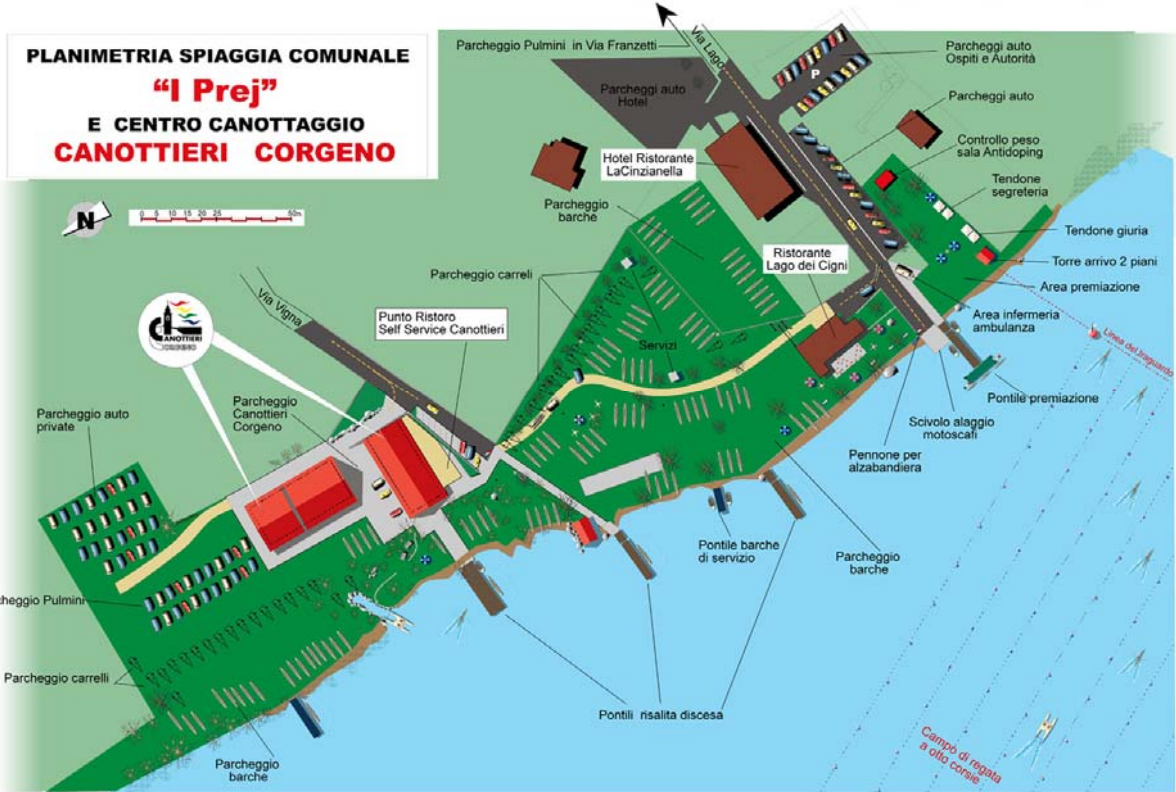 PLANIMETRIA SPIAGGIA COMUNALE
"I Prej"
E CENTRO CANOTTAGGIO
CANOTTIERI CORGENO
N
0 5 10 15 20 25 50m
Parcheggio Pulmini in Via Franzetti
Via Lago
Parcheggi auto
Hotel
P
Parcheggi auto
Ospiti e Autorità
Parcheggi auto
Controllo peso
sala Antidoping
Tendone
segreteria
Tendone giuria
Torre arrivo 2 piani
Area premiazione
Area infermeria
ambulanza
Linea del traguardo
Hotel Ristorante
LaCinzianella
Parcheggio
barche
Ristorante
Lago dei Cigni
Parcheggio carreli
Servizi
Via Vigna
Punto Ristoro
Self Service Canottieri
CANOTTIERI
CORGENO
Parcheggio
Canottieri
Corgeno
Parcheggio auto
private
Pontile premiazione
Scivolo alaggio
motoscafi
Pennone per
alzabandiera
Pontile barche
di servizio
Parcheggio
barche
cheggio Pulmini
Parcheggio carrelli
Pontili risalita discesa
Parcheggio
barche
Campo di regata
a otto corsie